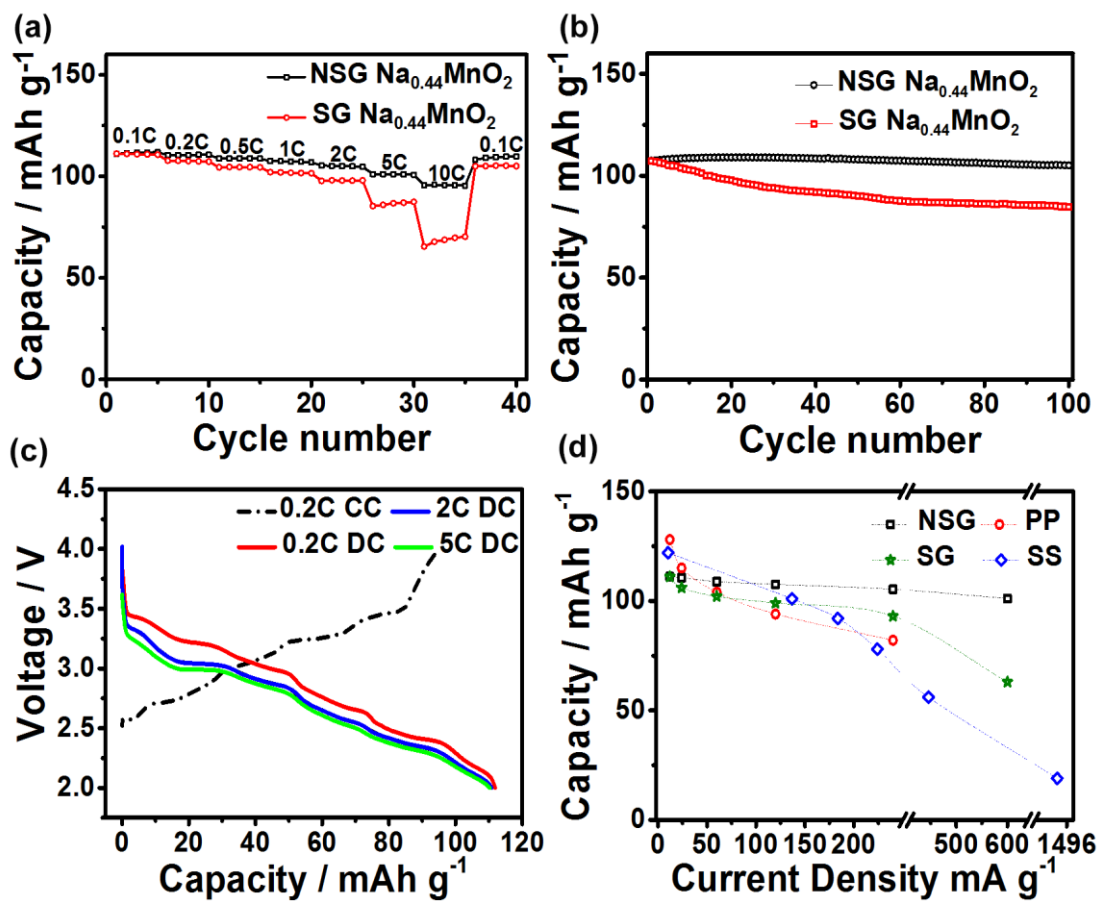 (a)
Capacity / mAh g⁻¹
150
100
50
0
NSG Na₀.₄₄MnO₂
SG Na₀.₄₄MnO₂
0.1C 0.2C 0.5C 1C 2C 5C 10C 0.1C
0 10 20 30 40
Cycle number
(b)
Capacity / mAh g⁻¹
150
100
50
0
NSG Na₀.₄₄MnO₂
SG Na₀.₄₄MnO₂
0 20 40 60 80 100
Cycle number
(c)
Voltage / V
4.5
4.0
3.5
3.0
2.5
2.0
0.2C CC 2C DC
0.2C DC 5C DC
0 20 40 60 80 100 120
Capacity / mAh g⁻¹
(d)
Capacity / mAh g⁻¹
150
100
50
0
NSG PP
SG SS
0 50 100 150 200 500 600 1496
Current Density mA g⁻¹